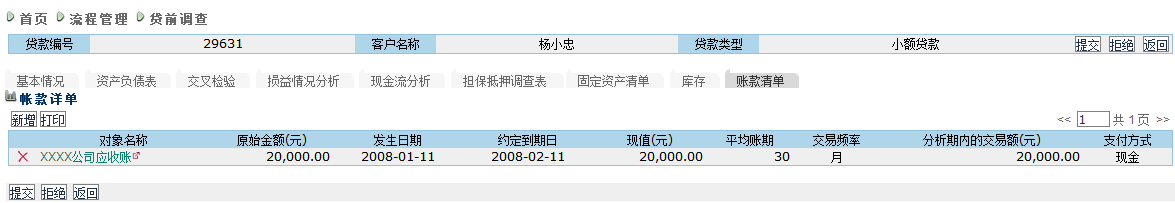 首页 流程管理 贷前调查
贷款编号 29631 客户名称 杨小忠 贷款类型 小额贷款 提交 拒绝 返回
基本情况 资产负债表 交叉检验 损益情况分析 现金流分析 担保抵押调查表 固定资产清单 库存 账款清单
帐款详单
新增 打印 << 1 共 1 页 >>
对象名称 原始金额(元) 发生日期 约定到期日 现值(元) 平均账期 交易频率 分析期内的交易额(元) 支付方式
XXXX公司应收账 20,000.00 2008-01-11 2008-02-11 20,000.00 30 月 20,000.00 现金
提交 拒绝 返回